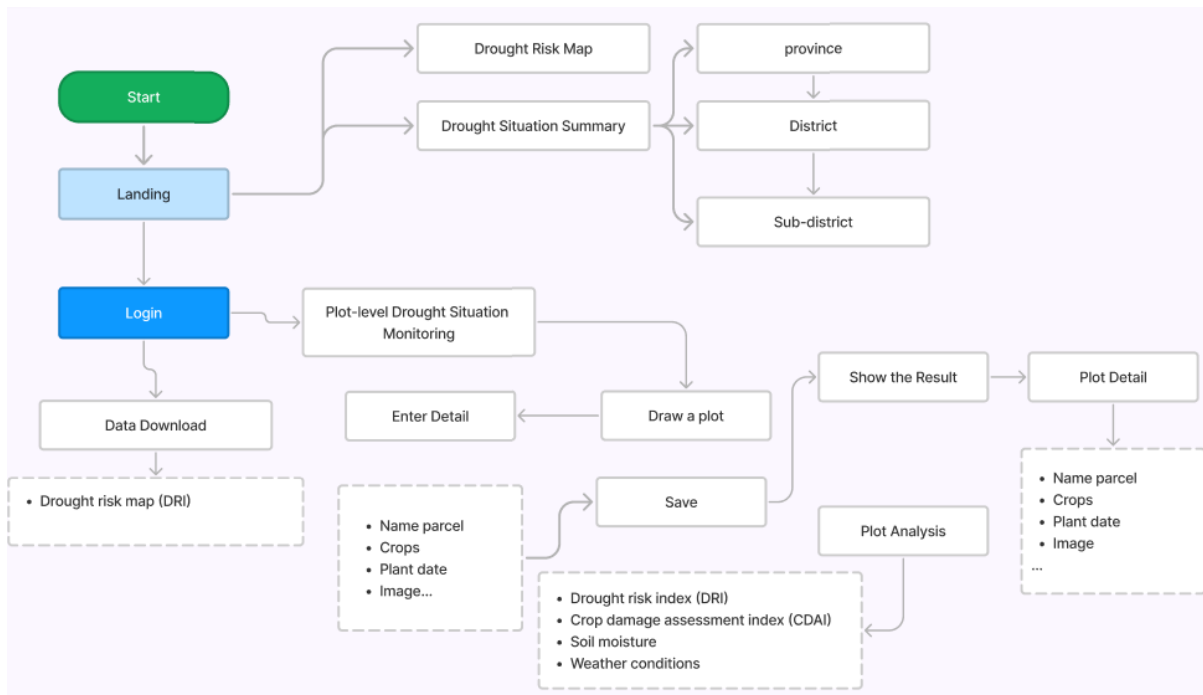 Start
Landing
Login
Drought Risk Map
Drought Situation Summary
province
District
Sub-district
Plot-level Drought Situation
Monitoring
Data Download
• Drought risk map (DRI)
Enter Detail
Draw a plot
• Name parcel
• Crops
• Plant date
• Image...
Save
Show the Result
Plot Detail
• Name parcel
• Crops
• Plant date
• Image
...
Plot Analysis
• Drought risk index (DRI)
• Crop damage assessment index (CDAI)
• Soil moisture
• Weather conditions